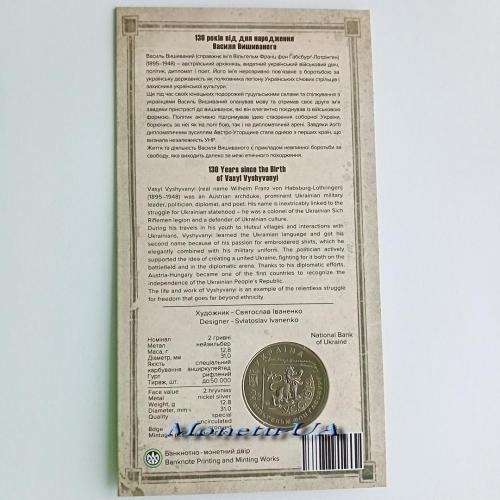 130 років від дня народження
Василя Вишиваного
Василь Вишиваний (справжнє ім'я Вільгельм Франц фон Габсбург-Лотрінген)
(1895–1948) – австрійський архікнязь, видатний український військовий діяч,
політик, дипломат і поет. Його ім'я нерозривно пов'язане з боротьбою за
українську державність як полковника легіону Українських січових стрільців і
захисника української культури.
Ще під час своїх юнацьких подорожей гуцульськими селами та спілкування з
українцями Василь Вишиваний опанував мову та отримав своє друге ім'я
завдяки пристрасті до вишиванок, які він елегантно поєднував із військовою
формою. Політик активно підтримував ідею створення соборної України,
борючись за неї як на полі бою, так і на дипломатичній арені. Завдяки його
дипломатичним зусиллям Австро-Угорщина стала однією з перших країн, що
визнала незалежність УНР.
Життя та діяльність Василя Вишиваного є прикладом невпинної боротьби за
свободу, яка виходить далеко за межі етнічного походження.
130 Years since the Birth
of Vasyl Vyshyvanyi
Vasyl Vyshyvanyi (real name Wilhelm Franz von Habsburg-Lothringen)
(1895–1948) was an Austrian archduke, prominent Ukrainian military
leader, politician, diplomat, and poet. His name is inextricably linked to the
struggle for Ukrainian statehood – he was a colonel of the Ukrainian Sich
Riflemen legion and a defender of Ukrainian culture.
During his travels in his youth to Hutsul villages and interactions with
Ukrainians, Vyshyvanyi learned the Ukrainian language and got his
second name because of his passion for embroidered shirts, which he
elegantly combined with his military uniform. The politician actively
supported the idea of creating a united Ukraine, fighting for it both on the
battlefield and in the diplomatic arena. Thanks to his diplomatic efforts,
Austria-Hungary became one of the first countries to recognize the
independence of the Ukrainian People's Republic.
The life and work of Vyshyvanyi is an example of the relentless struggle
for freedom that goes far beyond ethnicity.
Художник – Святослав Іваненко
Designer – Sviatoslav Ivanenko
Номінал 2 гривні
Метал нейзильбер
Маса, г 12,8
Діаметр, мм 31,0
Якість спеціальний
карбування анциркулейтед
Гурт рифлений
Тираж, шт. до 50 000
National Bank
of Ukraine
Face value 2 hryvnias
Metal nickel silver
Weight, g 12.8
Diameter, mm 31.0
Quality special
uncirculated
Edge
УКРАЇНА
Monetu-UA
Банкнотно-монетний двір
Banknote Printing and Minting Works